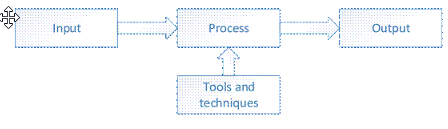 Input
Process
Output
Tools and
techniques